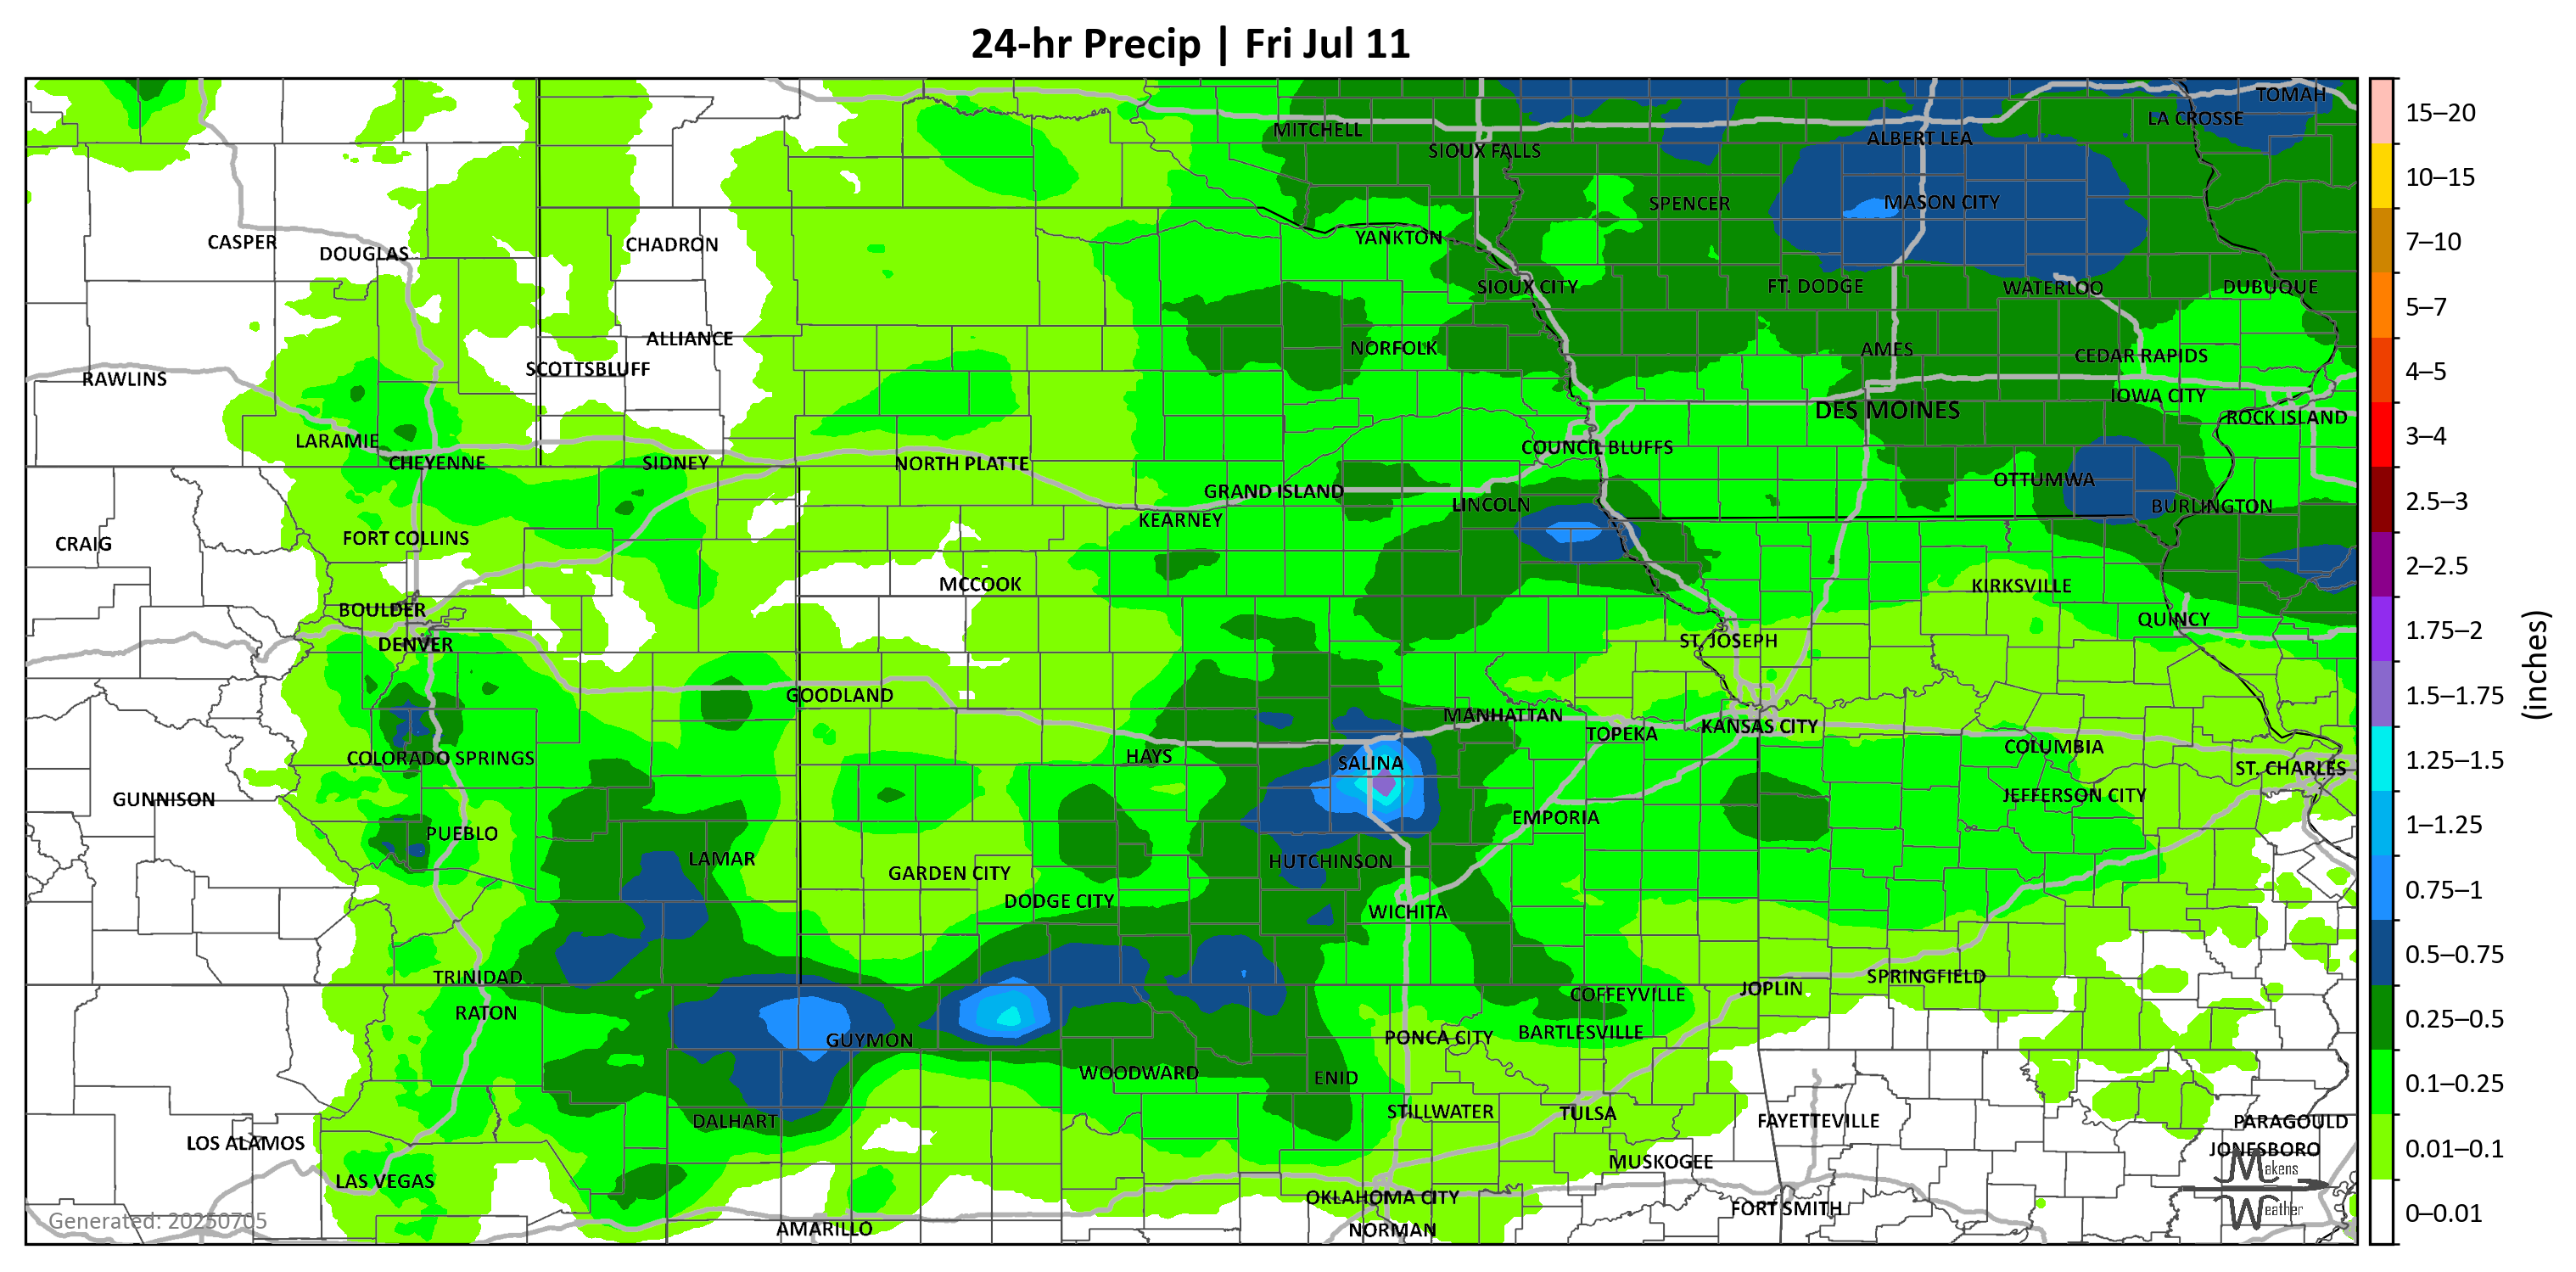 24-hr Precip | Fri Jul 11
TOMAH
LA CROSSE
MITCHELL
ALBERT LEA
SIOUX FALLS
SPENCER
MASON CITY
YANKTON
CASPER
CHADRON
DOUGLAS
SIOUX CITY
FT. DODGE
WATERLOO
DUBUQUE
ALLIANCE
NORFOLK
AMES
CEDAR RAPIDS
SCOTTSBLUFF
RAWLINS
IOWA CITY
DES MOINES
ROCK ISLAND
LARAMIE
COUNCIL BLUFFS
CHEYENNE
SIDNEY
NORTH PLATTE
OTTUMWA
GRAND ISLAND
LINCOLN
BURLINGTON
KEARNEY
FORT COLLINS
CRAIG
MCCOOK
KIRKSVILLE
BOULDER
QUINCY
DENVER
ST. JOSEPH
GOODLAND
MANHATTAN
KANSAS CITY
TOPEKA
COLUMBIA
HAYS
COLORADO SPRINGS
SALINA
ST. CHARLES
GUNNISON
JEFFERSON CITY
EMPORIA
PUEBLO
LAMAR
HUTCHINSON
GARDEN CITY
DODGE CITY
WICHITA
TRINIDAD
SPRINGFIELD
JOPLIN
COFFEYVILLE
RATON
BARTLESVILLE
GUYMON
PONCA CITY
WOODWARD
ENID
STILLWATER
TULSA
DALHART
FAYETTEVILLE
PARAGOULD
LOS ALAMOS
JONESBORO
MUSKOGEE
Makens
LAS VEGAS
OKLAHOMA CITY
FORT SMITH
Weather
Generated: 20250705
AMARILLO
NORMAN
15–20
10–15
7–10
5–7
4–5
3–4
2.5–3
2–2.5
1.75–2
1.5–1.75
1.25–1.5
1–1.25
0.75–1
0.5–0.75
0.25–0.5
0.1–0.25
0.01–0.1
0–0.01
(inches)